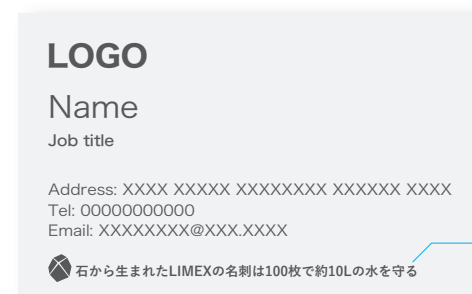 LOGO
Name
Job title
Address: XXXX XXXXX XXXXXXXX XXXXXX XXXX
Tel: 00000000000
Email: XXXXXXXX@XXX.XXXX
石から生まれたLIMEXの名刺は100枚で約10Lの水を守る